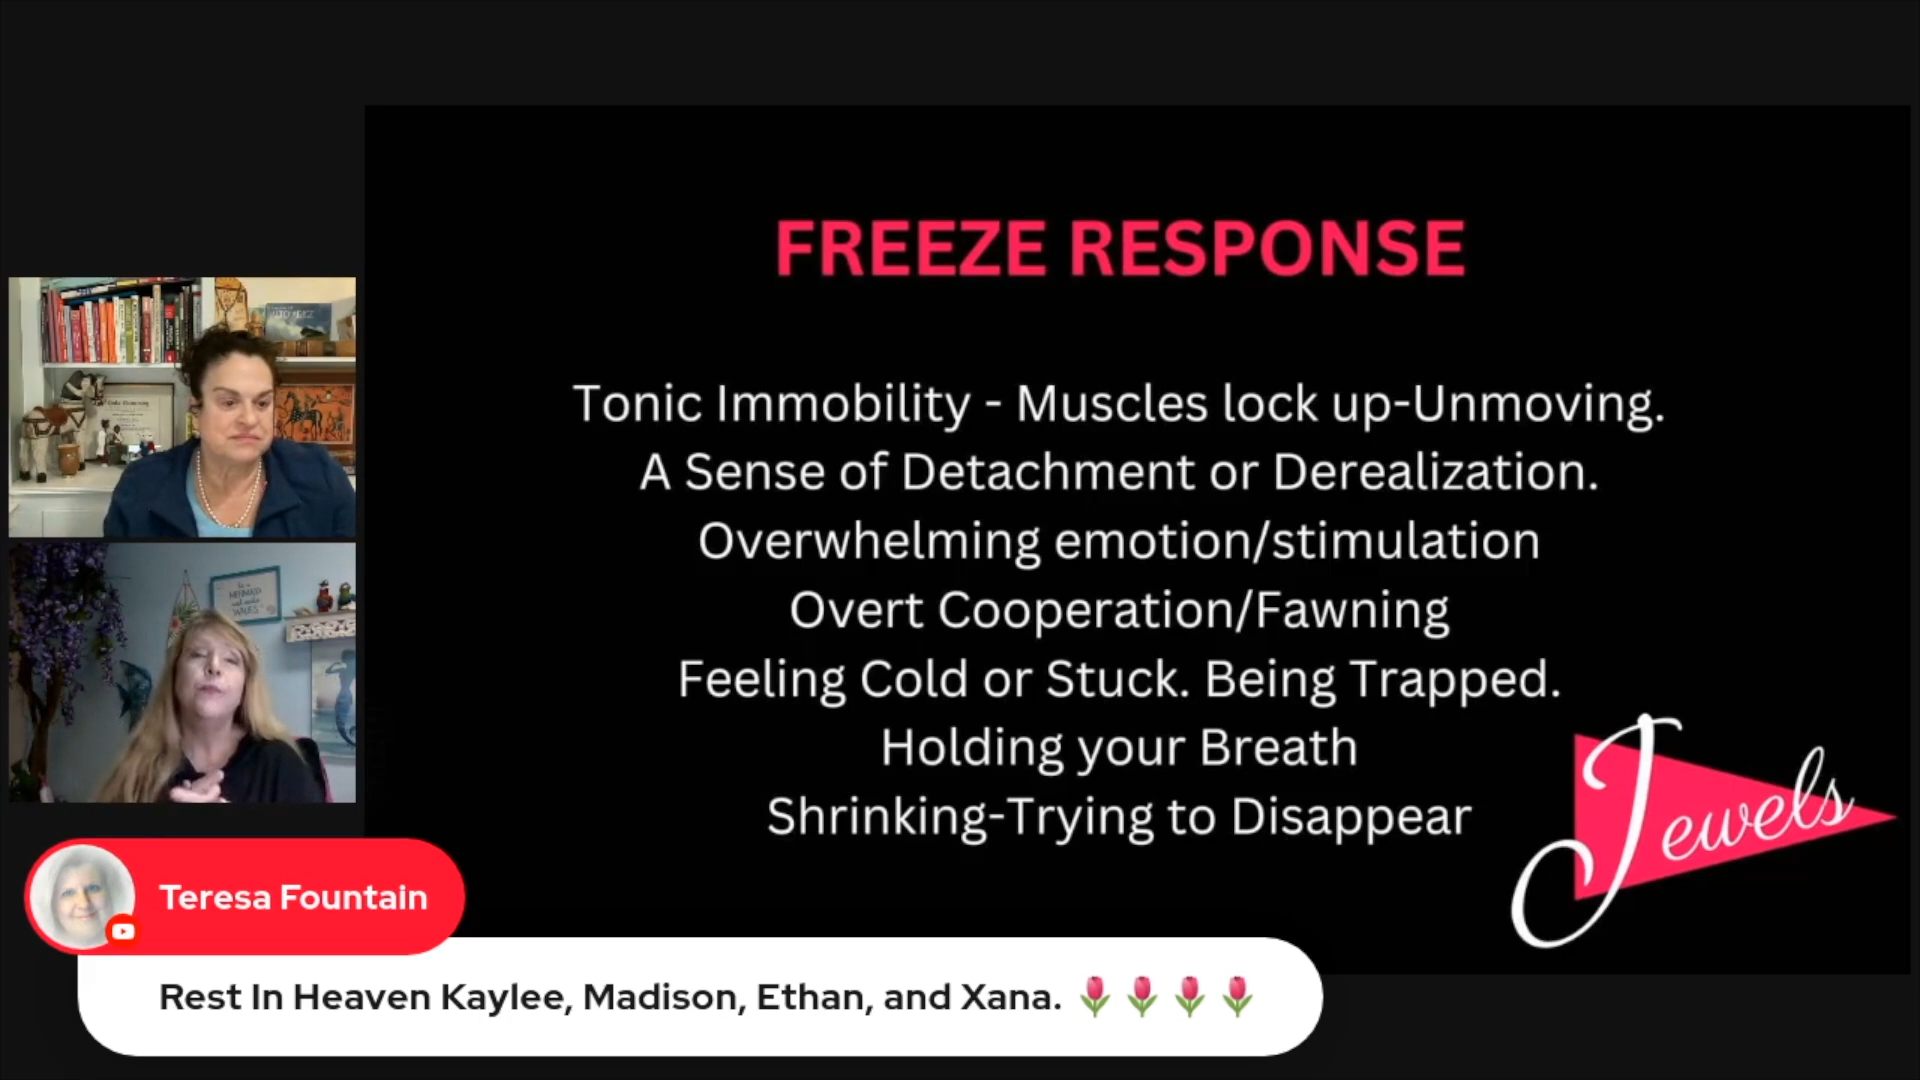 FREEZE RESPONSE
Tonic Immobility - Muscles lock up-Unmoving.
A Sense of Detachment or Derealization.
Overwhelming emotion/stimulation
Overt Cooperation/Fawning
Feeling Cold or Stuck. Being Trapped.
Holding your Breath
Shrinking-Trying to Disappear
Jewels
MERMAID
WAVES
Teresa Fountain
Rest In Heaven Kaylee, Madison, Ethan, and Xana. 🌷🌷🌷🌷